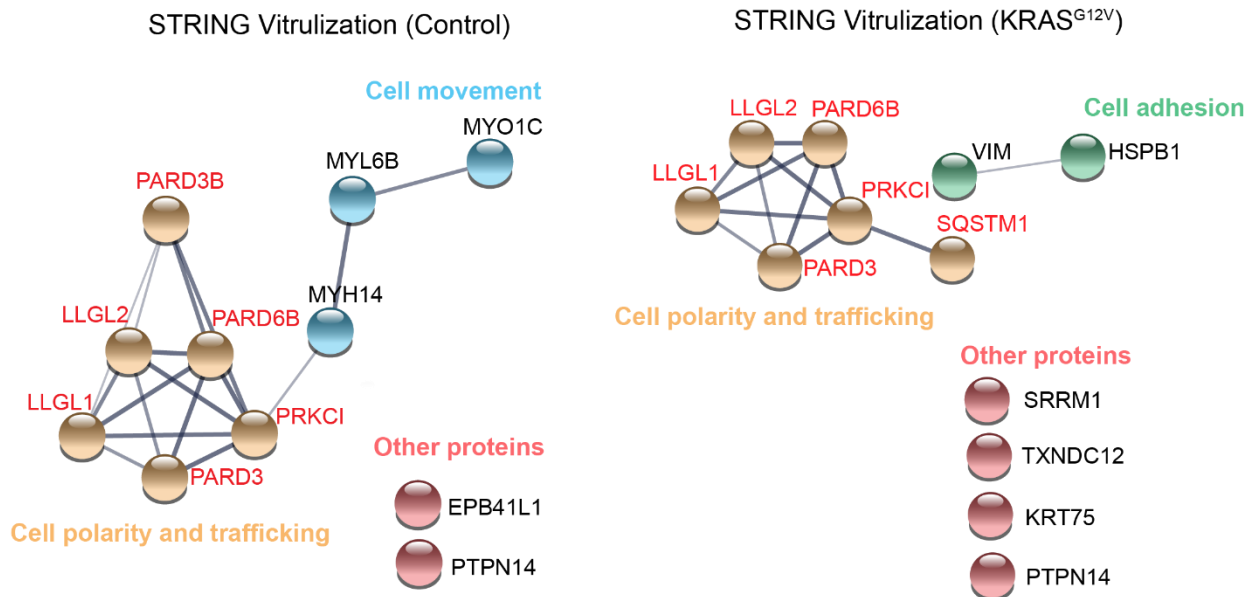 STRING Vitrulization (Control)
Cell movement
MYO1C
MYL6B
PARD3B
MYH14
LLGL2
PARD6B
LLGL1
PRKCI
PARD3
Cell polarity and trafficking
Other proteins
EPB41L1
PTPN14
STRING Vitrulization (KRASG12V)
LLGL2
PARD6B
Cell adhesion
VIM
HSPB1
LLGL1
PRKCI
SQSTM1
PARD3
Cell polarity and trafficking
Other proteins
SRRM1
TXNDC12
KRT75
PTPN14